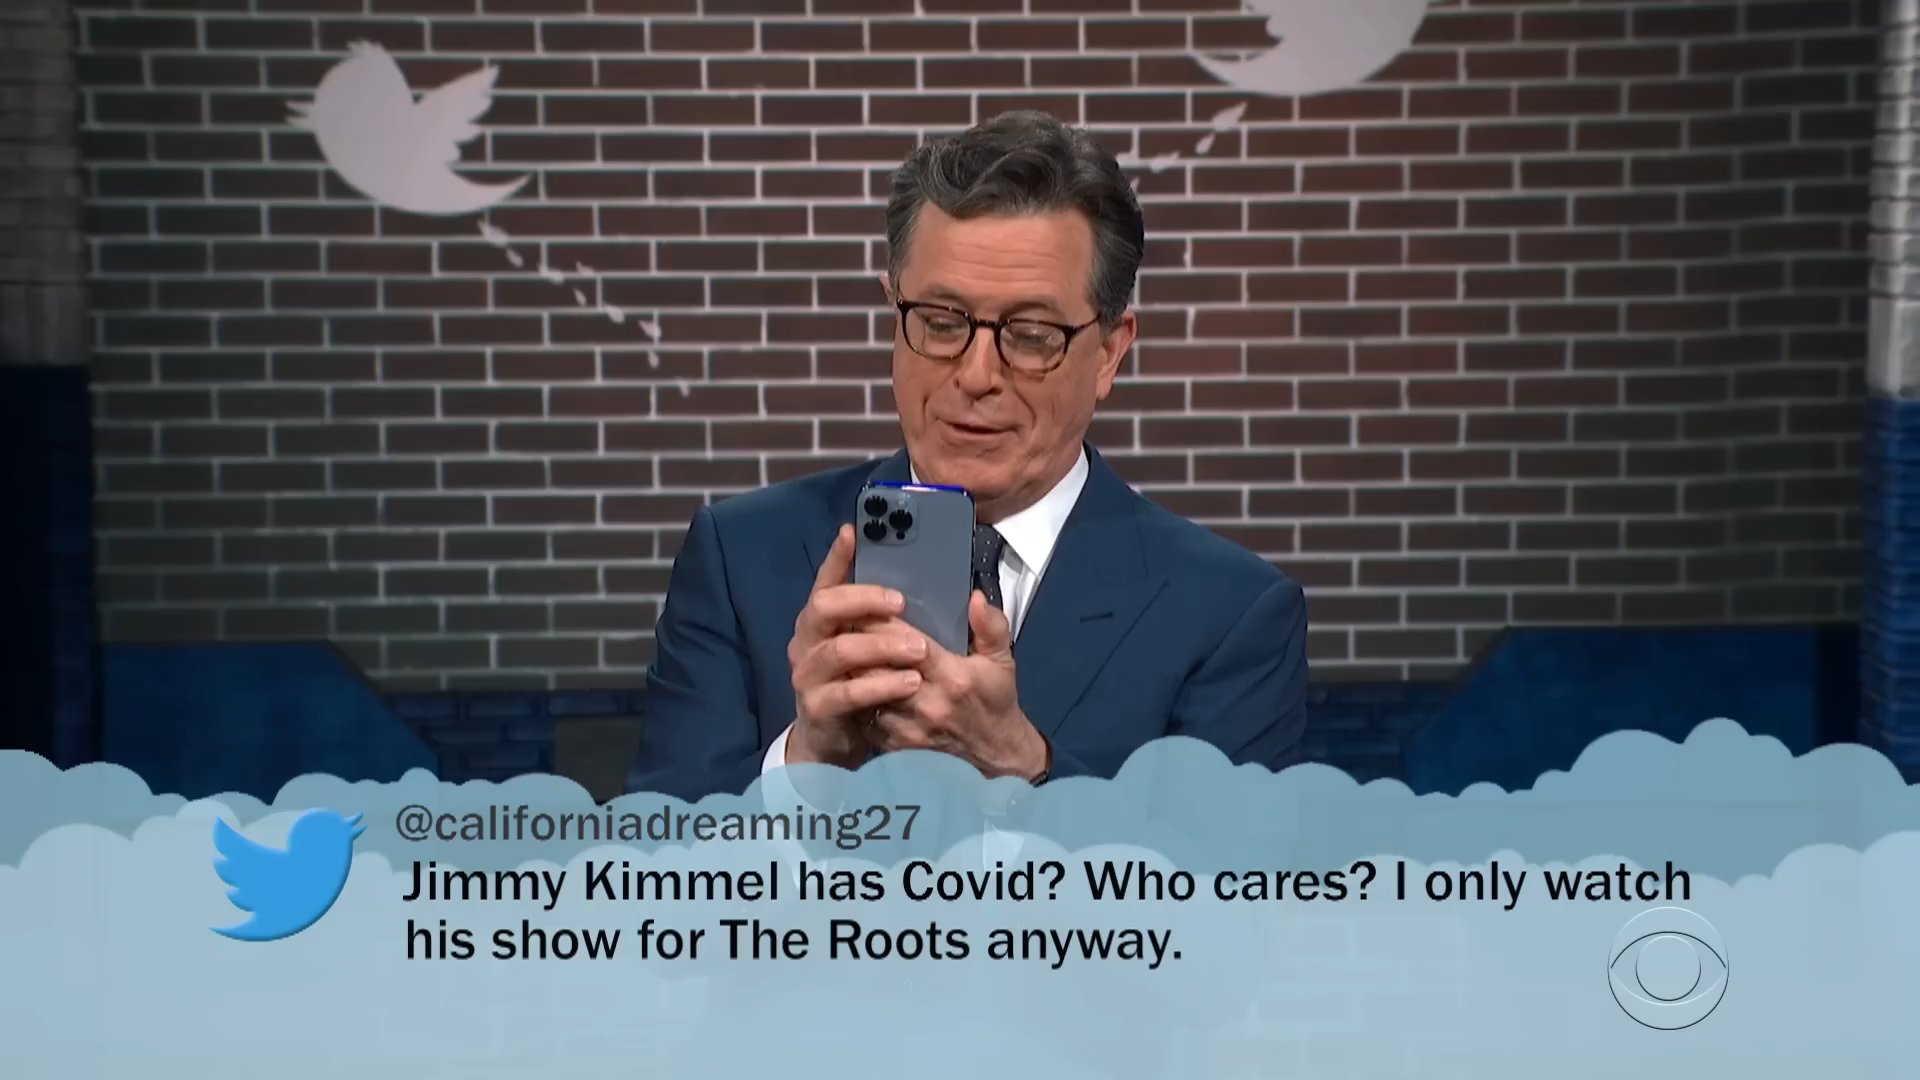 @californiadreaming27
Jimmy Kimmel has Covid? Who cares? I only watch
his show for The Roots anyway.